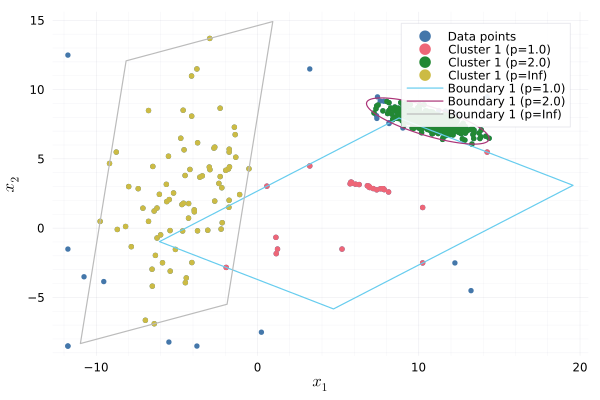 15
10
5
0
−5
−10
0
10
20
x₂
x₁
Data points
Cluster 1 (p=1.0)
Cluster 1 (p=2.0)
Cluster 1 (p=Inf)
Boundary 1 (p=1.0)
Boundary 1 (p=2.0)
Boundary 1 (p=Inf)